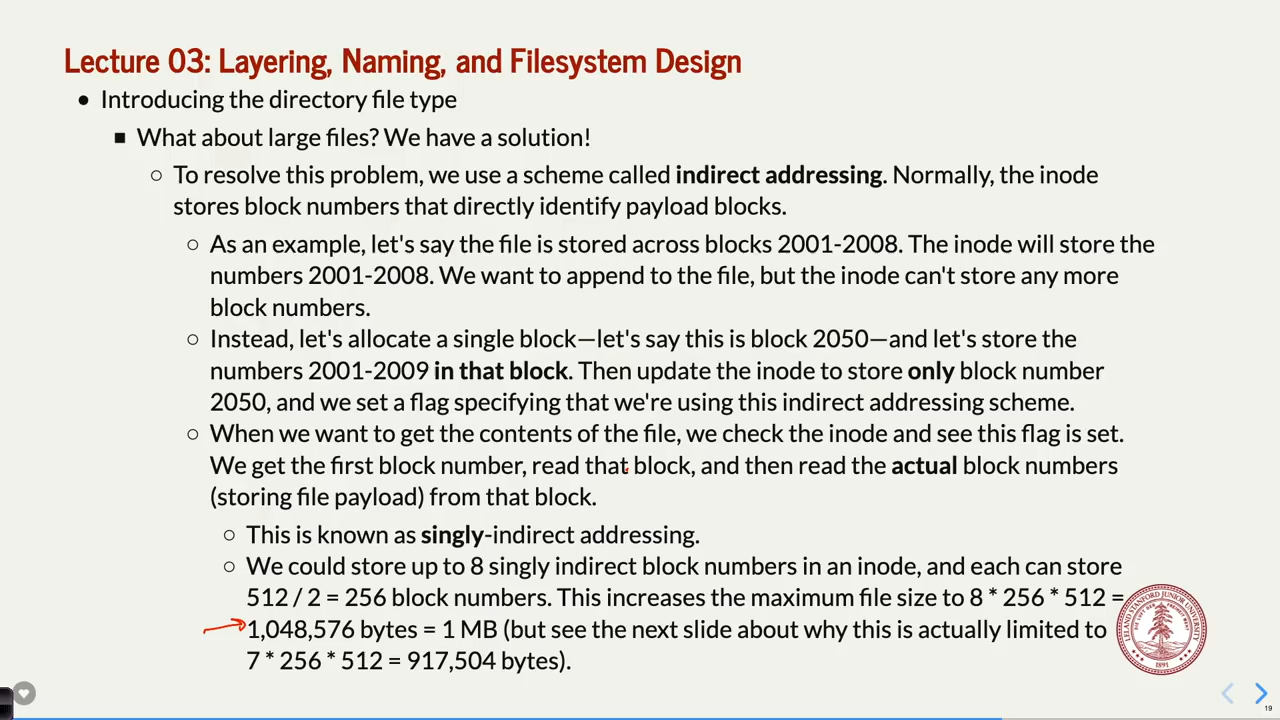 Lecture 03: Layering, Naming, and Filesystem Design
• Introducing the directory file type
▪ What about large files? We have a solution!
○ To resolve this problem, we use a scheme called indirect addressing. Normally, the inode
stores block numbers that directly identify payload blocks.
○ As an example, let's say the file is stored across blocks 2001-2008. The inode will store the
numbers 2001-2008. We want to append to the file, but the inode can't store any more
block numbers.
○ Instead, let's allocate a single block—let's say this is block 2050—and let's store the
numbers 2001-2009 in that block. Then update the inode to store only block number
2050, and we set a flag specifying that we're using this indirect addressing scheme.
○ When we want to get the contents of the file, we check the inode and see this flag is set.
We get the first block number, read that block, and then read the actual block numbers
(storing file payload) from that block.
○ This is known as singly-indirect addressing.
○ We could store up to 8 singly indirect block numbers in an inode, and each can store
512 / 2 = 256 block numbers. This increases the maximum file size to 8 * 256 * 512 =
1,048,576 bytes = 1 MB (but see the next slide about why this is actually limited to
7 * 256 * 512 = 917,504 bytes).
LELAND STANFORD JUNIOR UNIVERSITY
1891
19